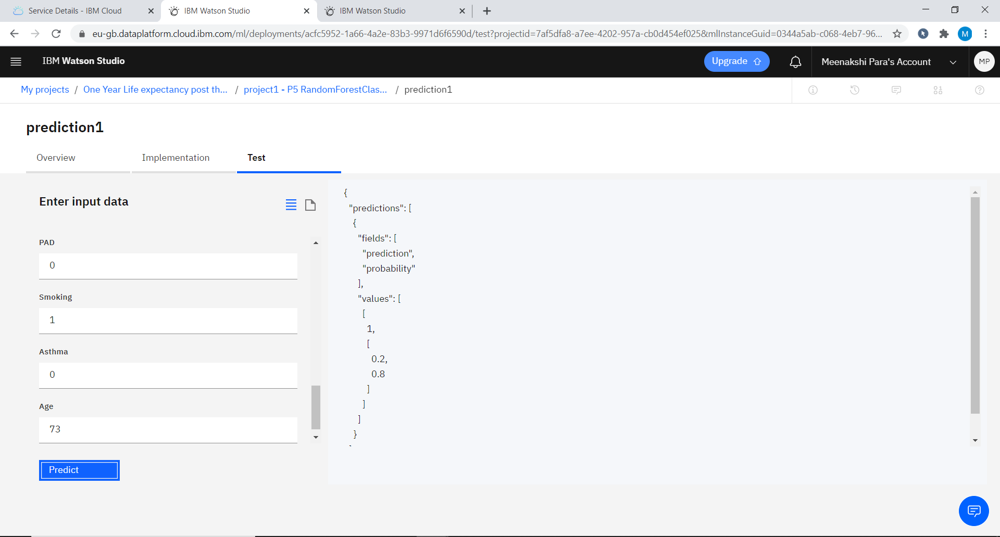 Service Details - IBM Cloud
IBM Watson Studio
IBM Watson Studio
eu-gb.dataplatform.cloud.ibm.com/ml/deployments/acfc5952-1a66-4a2e-83b3-9971d6f6590d/test?projectid=7af5dfa8-a7ee-4202-957a-cb0d454ef025&mlInstanceGuid=0344a5ab-c068-4eb7-96...
M
IBM Watson Studio
Upgrade
Meenakshi Para's Account
MP
My projects / One Year Life expectancy post th... / project1 - P5 RandomForestClas... / prediction1
prediction1
Overview
Implementation
Test
Enter input data
PAD
0
Smoking
1
Asthma
0
Age
73
Predict
{
"predictions": [
{
"fields": [
"prediction",
"probability"
],
"values": [
[
1,
[
0.2,
0.8
]
]
]
}